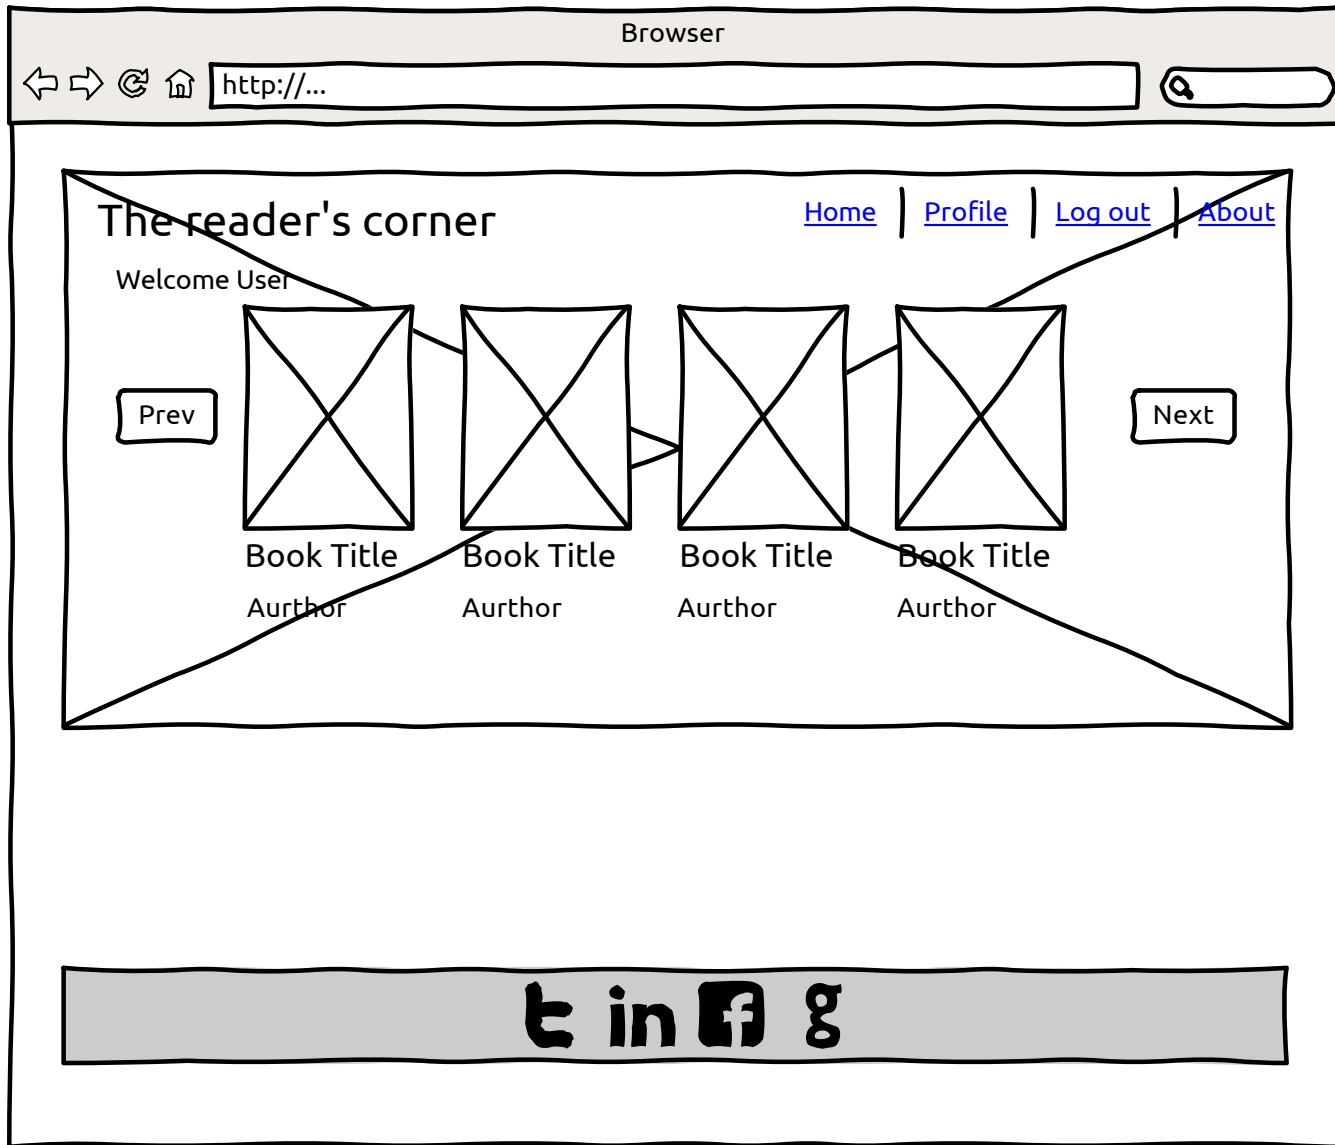 Browser
http://...
The reader's corner
Home Profile Log out About
Welcome User
Prev
Next
Book Title Book Title Book Title Book Title
Aurthor Aurthor Aurthor Aurthor
t in f g